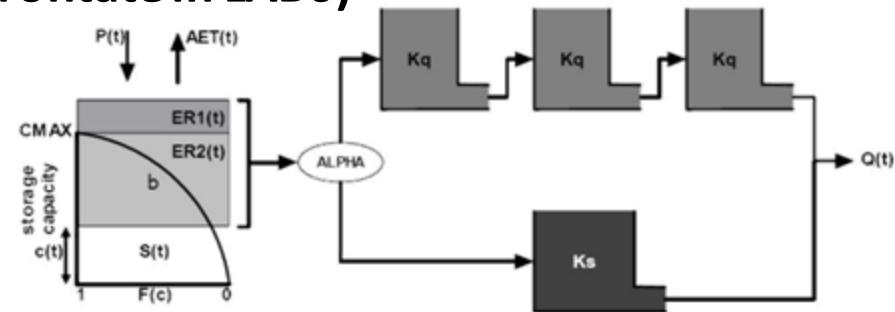 P(t)
AET(t)
CMAX
ER1(t)
ER2(t)
b
storage
capacity
c(t)
S(t)
1
F(c)
0
ALPHA
Kq
Kq
Kq
Ks
Q(t)